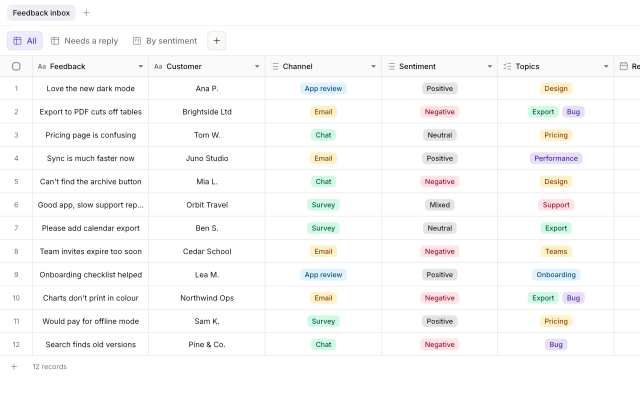 Feedback inbox
All Needs a reply By sentiment
Aa Feedback Aa Customer Channel Sentiment Topics Re
1 Love the new dark mode Ana P. App review Positive Design
2 Export to PDF cuts off tables Brightside Ltd Email Negative Export Bug
3 Pricing page is confusing Tom W. Chat Neutral Pricing
4 Sync is much faster now Juno Studio Email Positive Performance
5 Can't find the archive button Mia L. Chat Negative Design
6 Good app, slow support rep... Orbit Travel Survey Mixed Support
7 Please add calendar export Ben S. Survey Neutral Export
8 Team invites expire too soon Cedar School Email Negative Teams
9 Onboarding checklist helped Lea M. App review Positive Onboarding
10 Charts don't print in colour Northwind Ops Email Negative Export Bug
11 Would pay for offline mode Sam K. Survey Positive Pricing
12 Search finds old versions Pine & Co. Chat Negative Bug
12 records